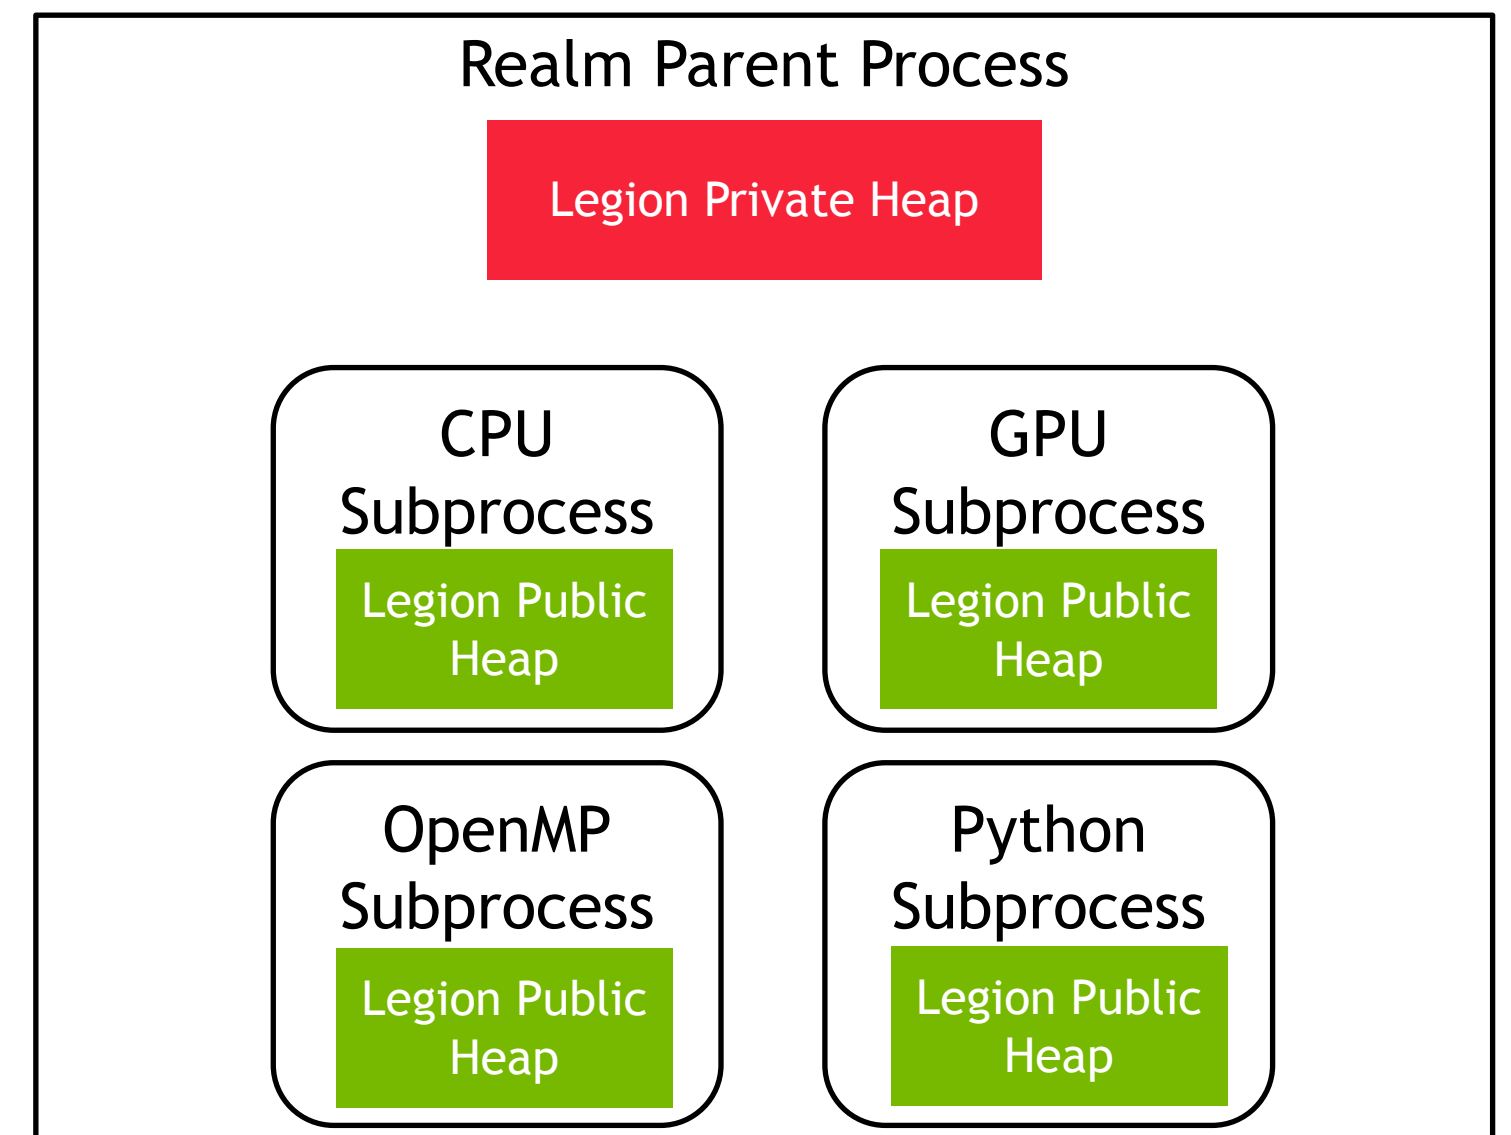 Realm Parent Process
Legion Private Heap
CPU
Subprocess
Legion Public
Heap
GPU
Subprocess
Legion Public
Heap
OpenMP
Subprocess
Legion Public
Heap
Python
Subprocess
Legion Public
Heap